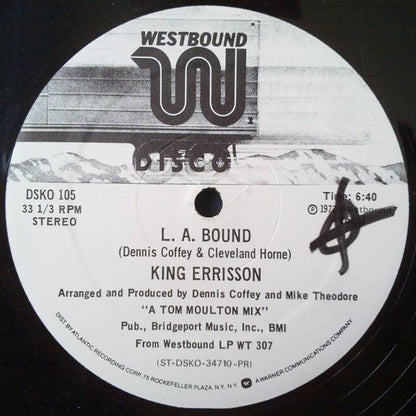 WESTBOUND
W
DISCO
DSKO 105
33 1/3 RPM
STEREO
Time: 6:40
L. A. BOUND
(Dennis Coffey & Cleveland Horne)
KING ERRISSON
Arranged and Produced by Dennis Coffey and Mike Theodore
"A TOM MOULTON MIX"
Pub., Bridgeport Music, Inc., BMI
From Westbound LP WT 307
(ST-DSKO-34710-PR)
DIST BY ATLANTIC RECORDING CORP. 75 ROCKEFELLER PLAZA, N.Y. N.Y. W A WARNER COMMUNICATIONS COMPANY